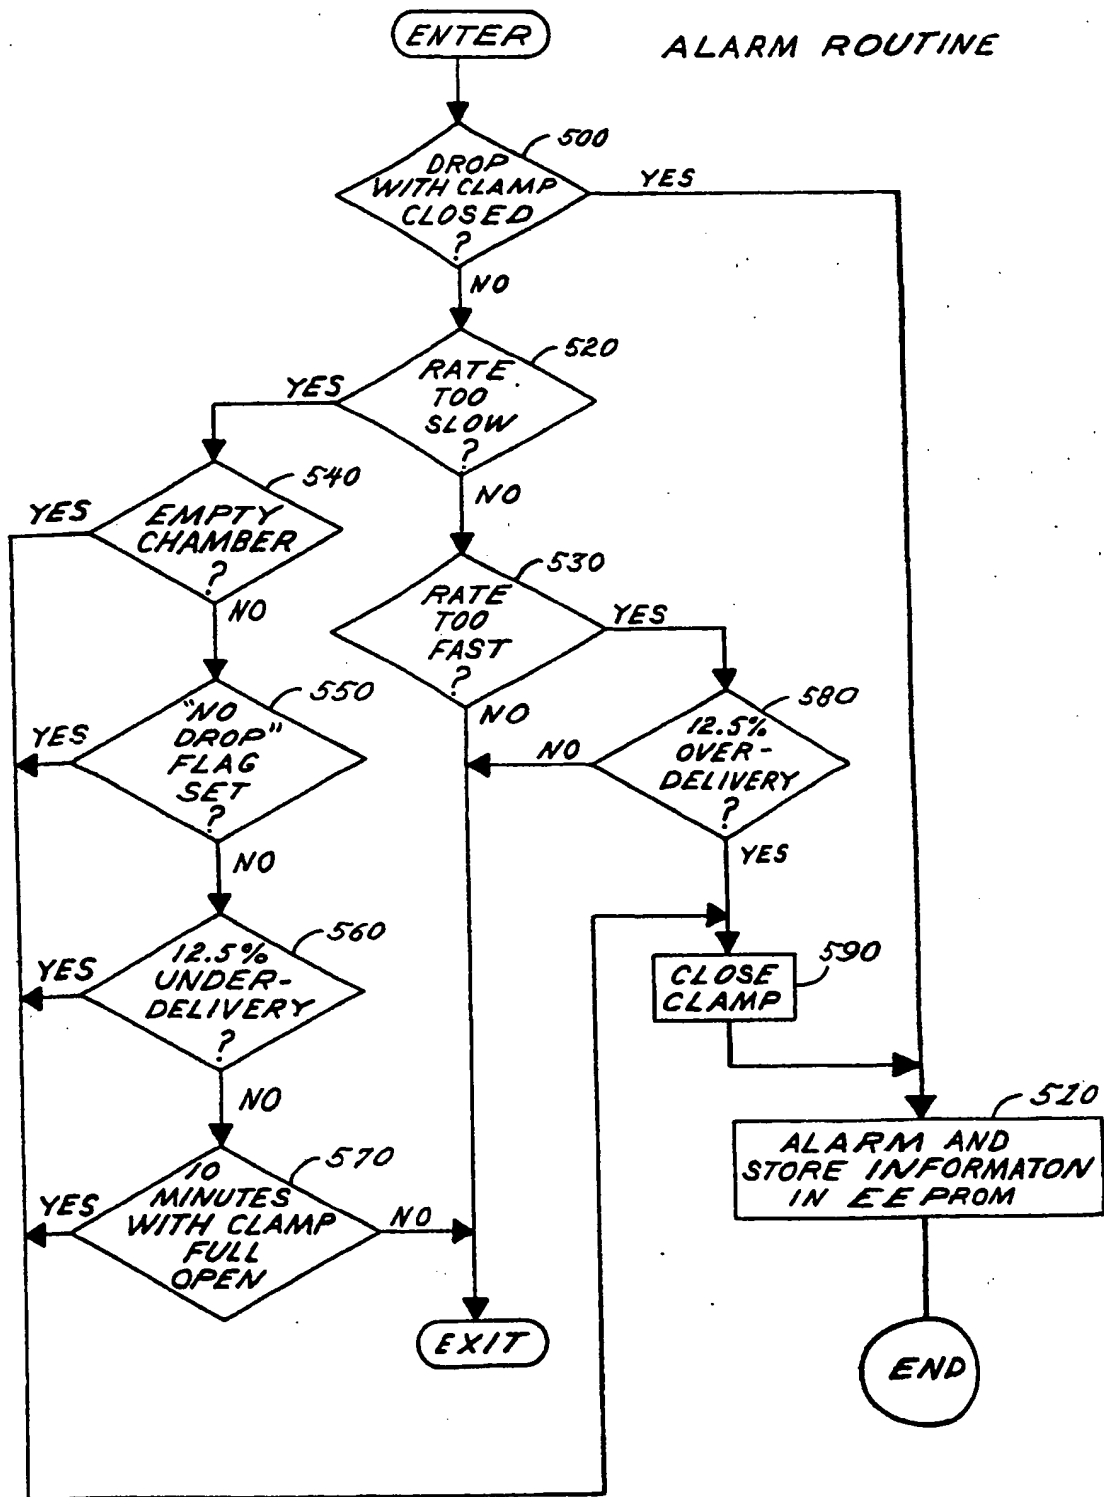 ENTER
ALARM ROUTINE
500
DROP
WITH CLAMP
CLOSED
?
YES
NO
520
RATE
TOO
SLOW
?
YES
NO
540
EMPTY
CHAMBER
?
YES
NO
530
RATE
TOO
FAST
?
YES
NO
550
"NO
DROP"
FLAG
SET
?
YES
NO
580
12.5%
OVER-
DELIVERY
?
NO
YES
560
12.5%
UNDER-
DELIVERY
?
YES
NO
590
CLOSE
CLAMP
570
10
MINUTES
WITH CLAMP
FULL
OPEN
YES
NO
510
ALARM AND
STORE INFORMATON
IN EEPROM
EXIT
END